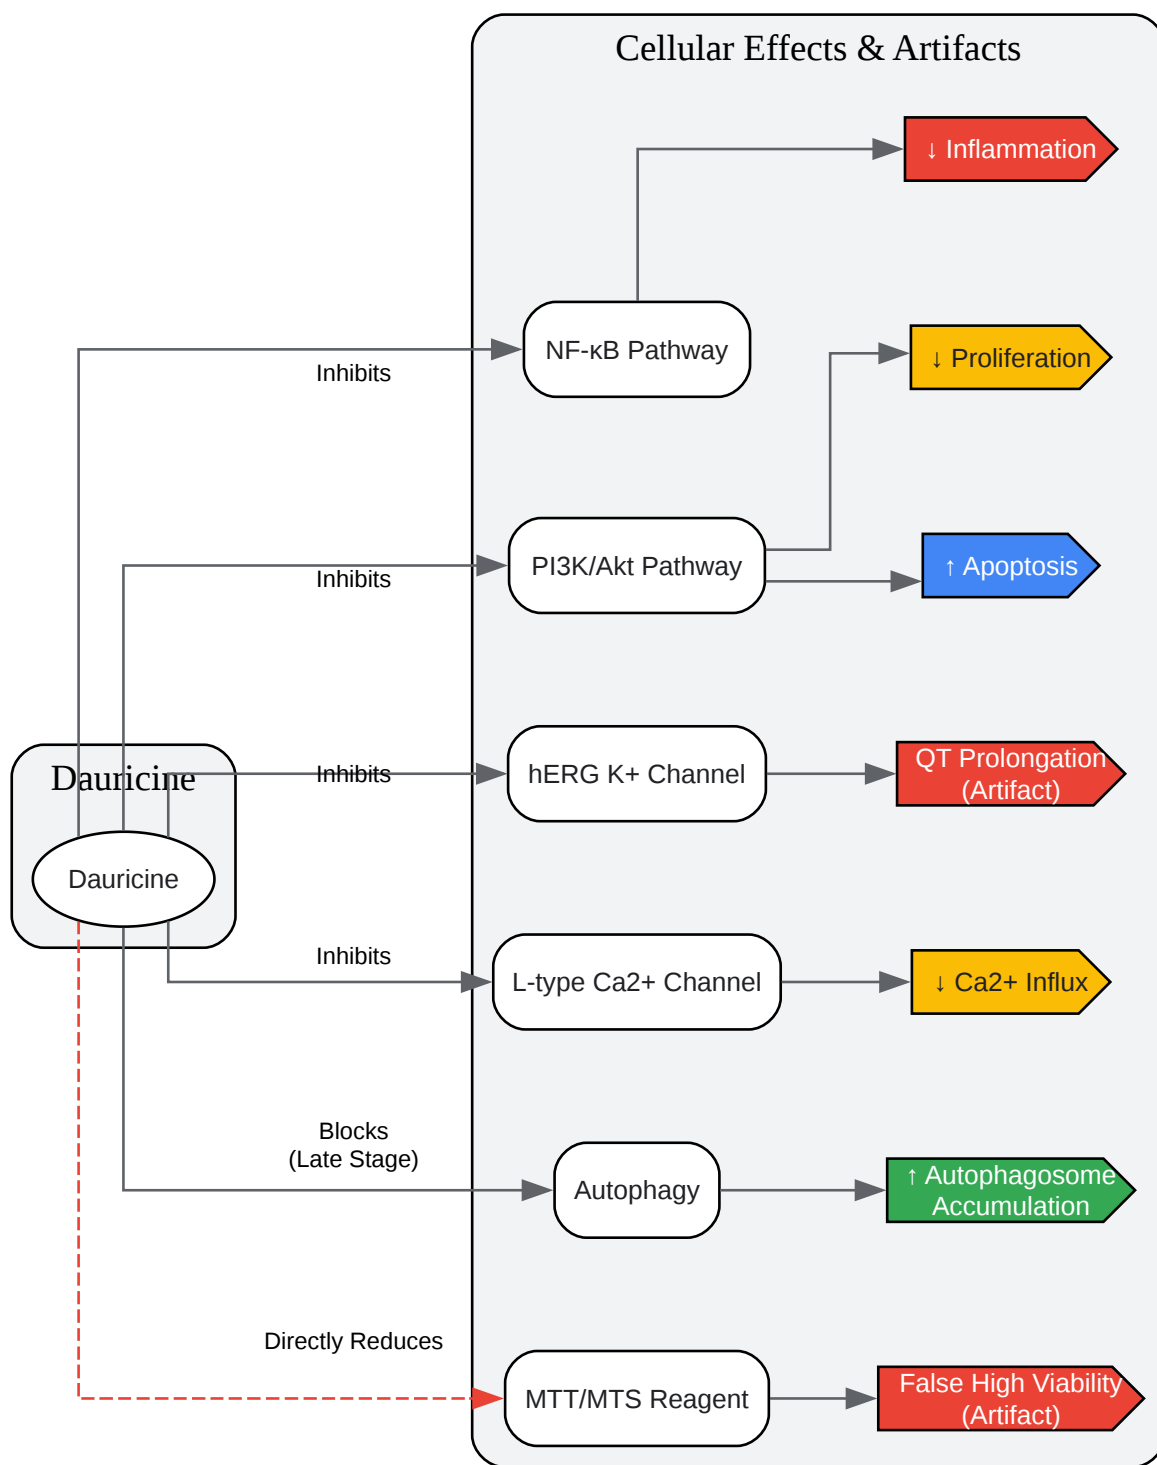 Cellular Effects & Artifacts
↓ Inflammation
NF-κB Pathway
Inhibits
↓ Proliferation
PI3K/Akt Pathway
Inhibits
↑ Apoptosis
Dauricine
Inhibits
hERG K+ Channel
QT Prolongation
(Artifact)
Dauricine
Inhibits
L-type Ca2+ Channel
↓ Ca2+ Influx
Blocks
(Late Stage)
Autophagy
↑ Autophagosome
Accumulation
Directly Reduces
MTT/MTS Reagent
False High Viability
(Artifact)